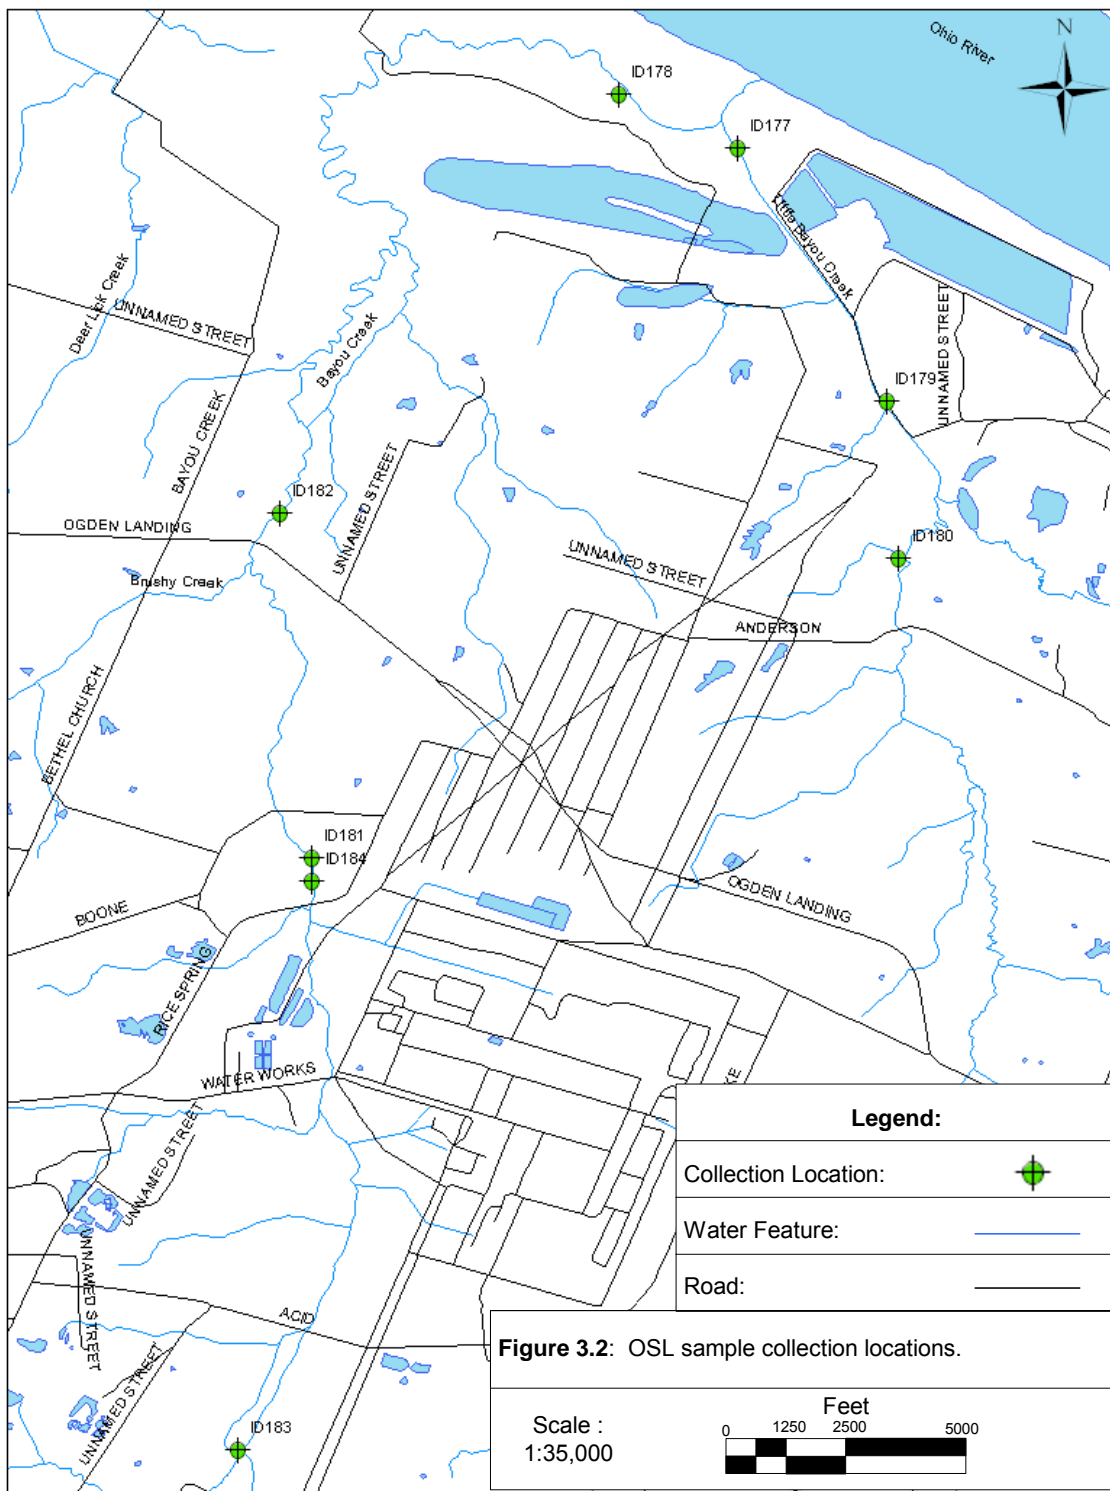 Ohio River
N
ID178
ID177
Little Bayou Creek
Deer Lick Creek
UNNAMED STREET
Bayou Creek
UNNAMED STREET
ID179
BAYOU CREEK
ID182
UNNAMED STREET
OGDEN LANDING
ID180
UNNAMED STREET
Brushy Creek
ANDERSON
BETHEL CHURCH
ID181
ID184
OGDEN LANDING
BOONE
RICE SPRING
WATER WORKS
KE
UNNAMED STREET
UNNAMED STREET
ACID
UNNAMED STREET
ID183
Legend:
Collection Location:
Water Feature:
Road:
Figure 3.2: OSL sample collection locations.
Scale :
1:35,000
Feet
0 1250 2500 5000